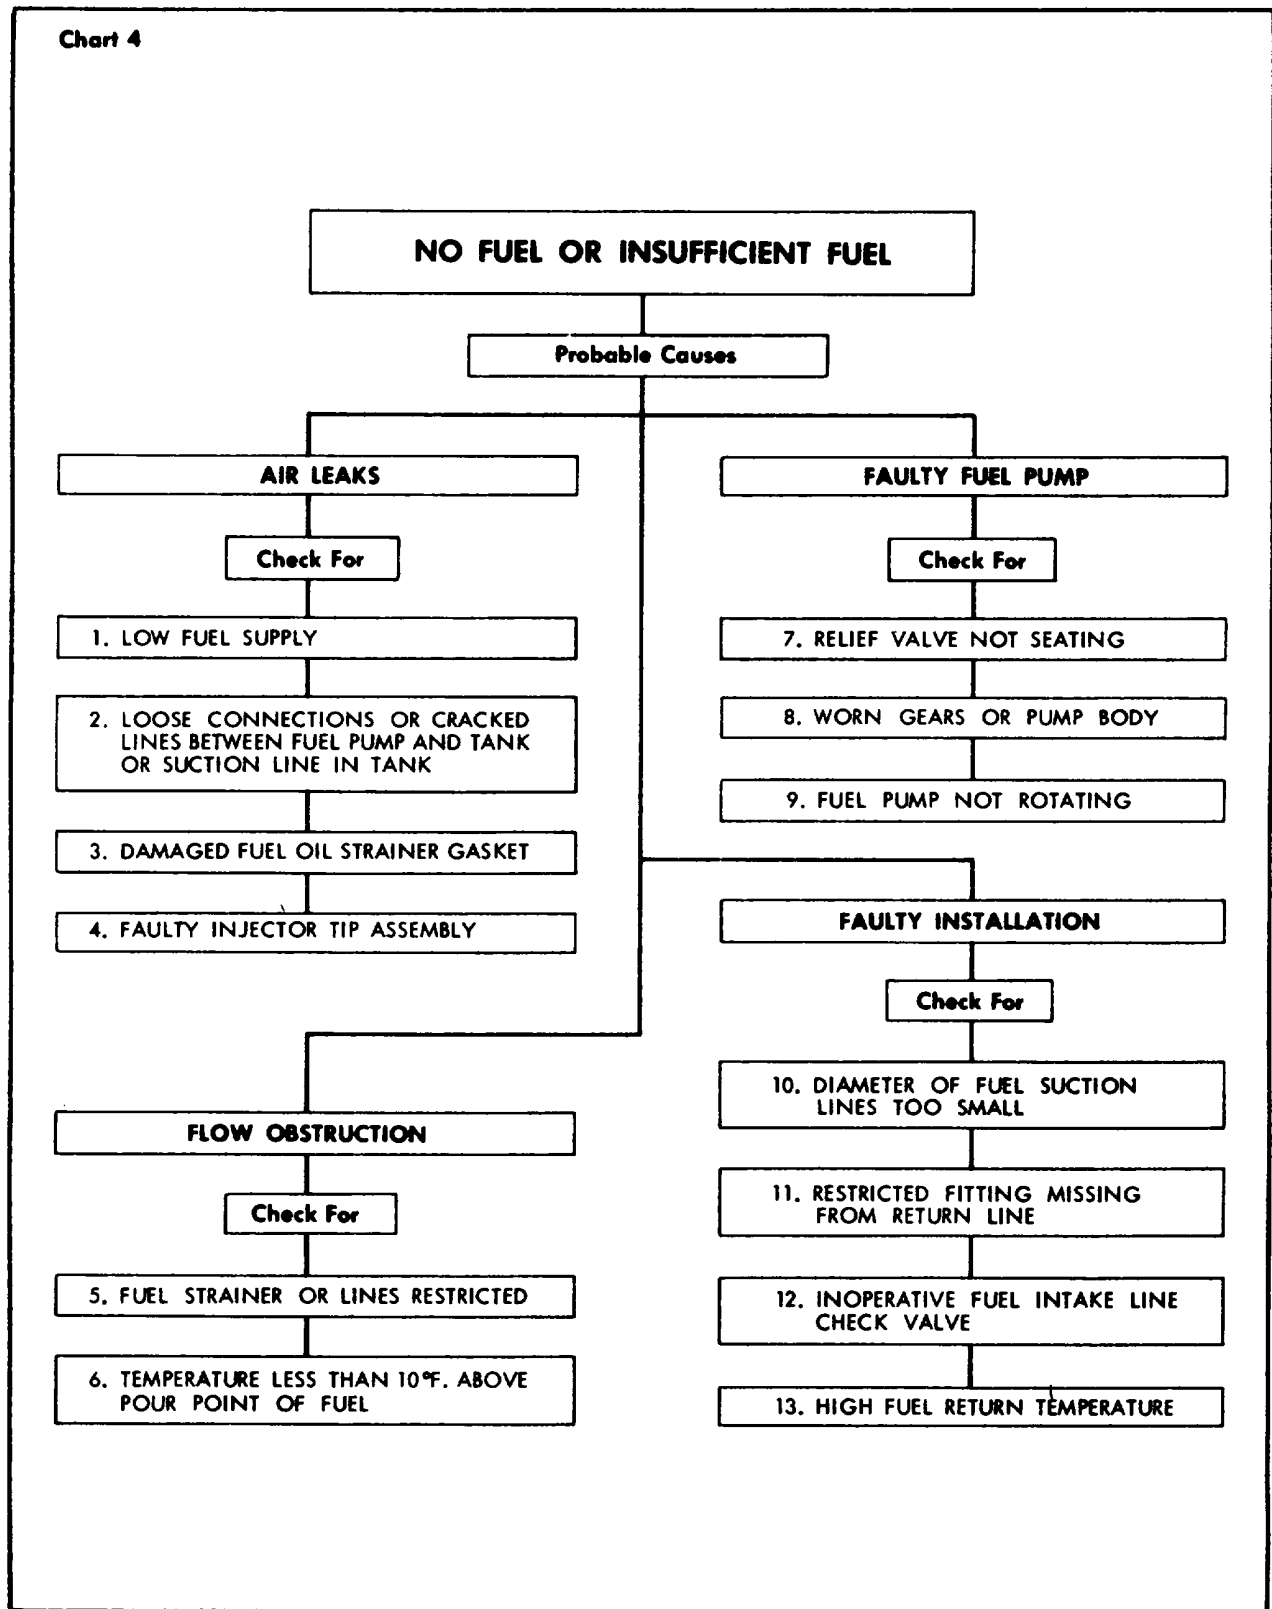 Chart 4
NO FUEL OR INSUFFICIENT FUEL
Probable Causes
AIR LEAKS
Check For
1. LOW FUEL SUPPLY
2. LOOSE CONNECTIONS OR CRACKED
LINES BETWEEN FUEL PUMP AND TANK
OR SUCTION LINE IN TANK
3. DAMAGED FUEL OIL STRAINER GASKET
4. FAULTY INJECTOR TIP ASSEMBLY
FLOW OBSTRUCTION
Check For
5. FUEL STRAINER OR LINES RESTRICTED
6. TEMPERATURE LESS THAN 10°F. ABOVE
POUR POINT OF FUEL
FAULTY FUEL PUMP
Check For
7. RELIEF VALVE NOT SEATING
8. WORN GEARS OR PUMP BODY
9. FUEL PUMP NOT ROTATING
FAULTY INSTALLATION
Check For
10. DIAMETER OF FUEL SUCTION
LINES TOO SMALL
11. RESTRICTED FITTING MISSING
FROM RETURN LINE
12. INOPERATIVE FUEL INTAKE LINE
CHECK VALVE
13. HIGH FUEL RETURN TEMPERATURE